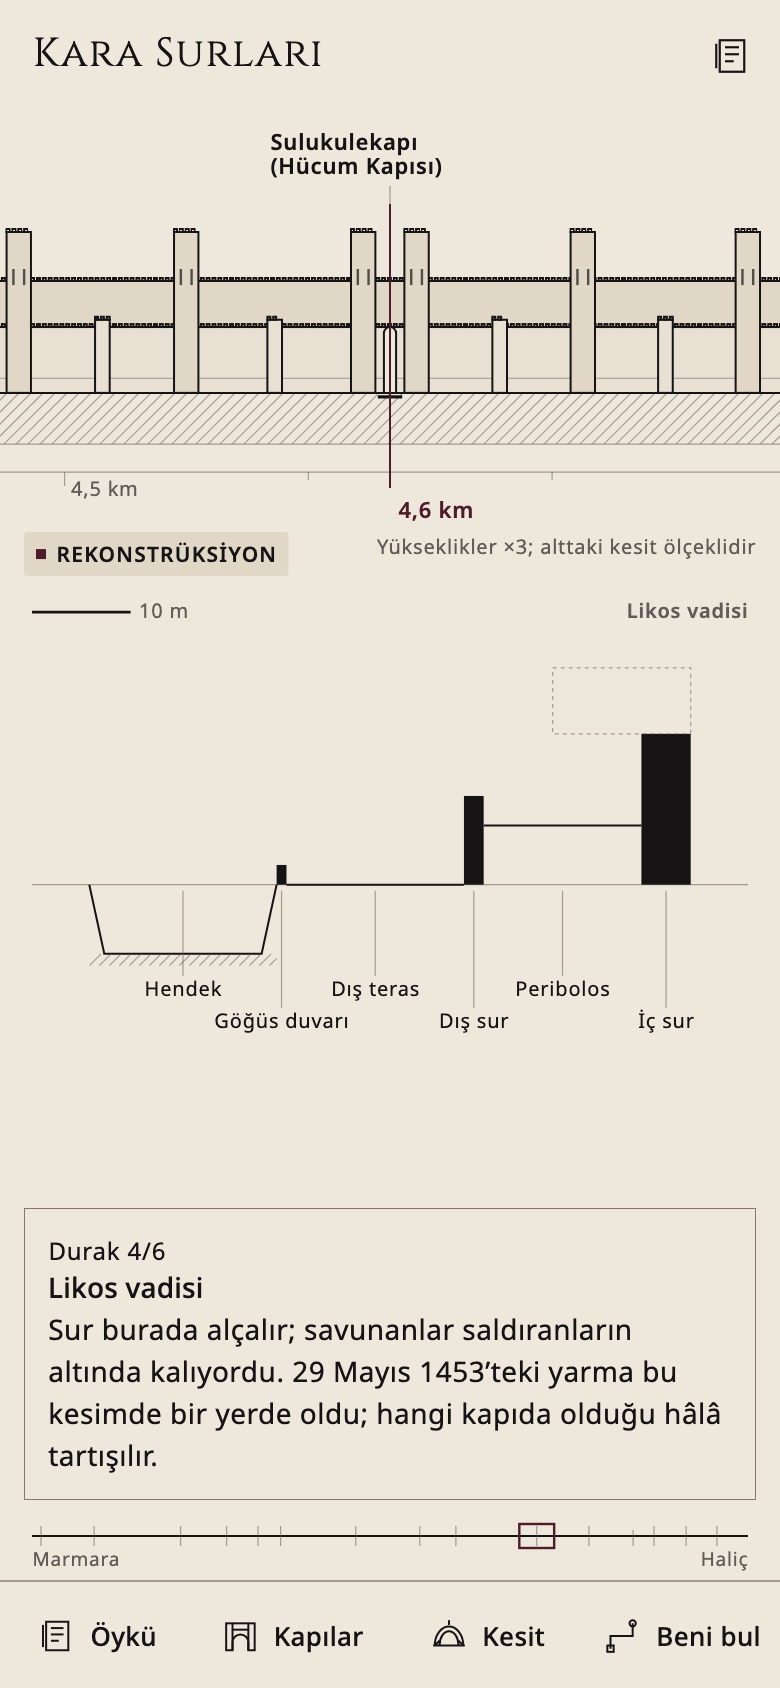 Kara Surları
Sulukulekapı
(Hücum Kapısı)
4,5 km
4,6 km
REKONSTRÜKSİYON
Yükseklikler ×3; alttaki kesit ölçeklidir
10 m
Likos vadisi
Hendek
Dış teras
Peribolos
Göğüs duvarı
Dış sur
İç sur
Durak 4/6
Likos vadisi
Sur burada alçalır; savunanlar saldıranların
altında kalıyordu. 29 Mayıs 1453’teki yarma bu
kesimde bir yerde oldu; hangi kapıda olduğu hâlâ
tartışılır.
Marmara
Haliç
Öykü
Kapılar
Kesit
Beni bul